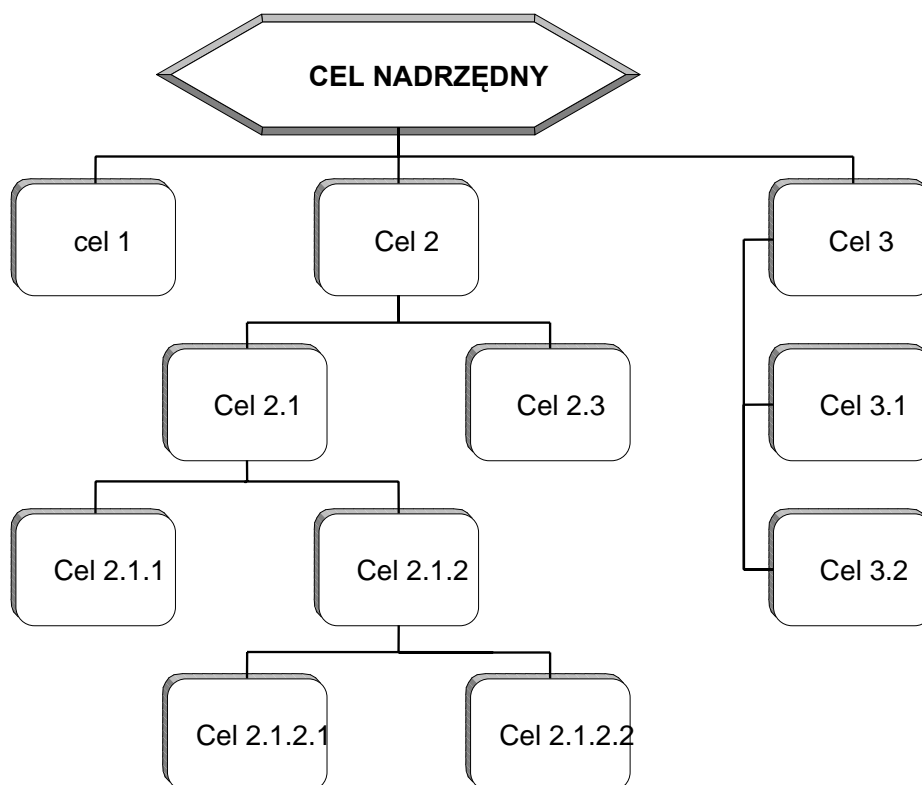 CEL NADRZĘDNY
cel 1
Cel 2
Cel 3
Cel 2.1
Cel 2.3
Cel 3.1
Cel 2.1.1
Cel 2.1.2
Cel 3.2
Cel 2.1.2.1
Cel 2.1.2.2